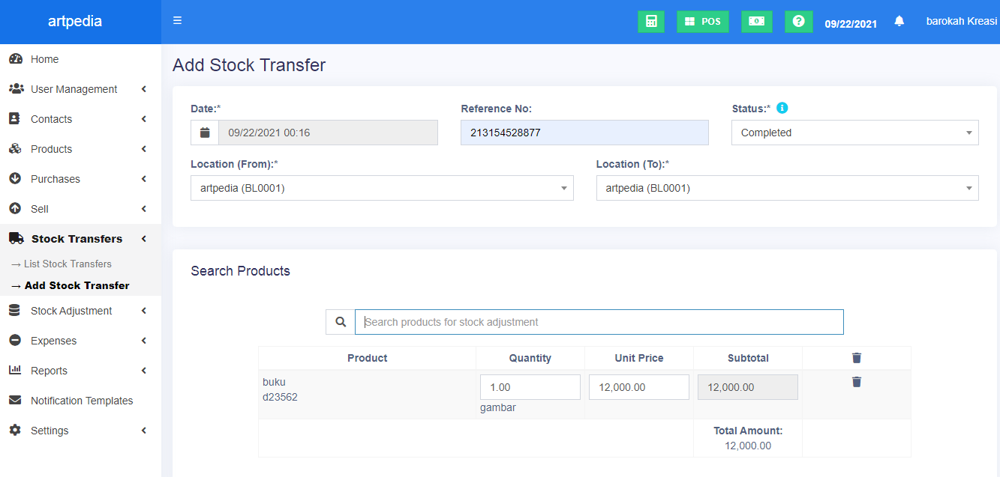 artpedia
POS
09/22/2021
barokah Kreasi
Home
User Management
Contacts
Products
Purchases
Sell
Stock Transfers
→ List Stock Transfers
→ Add Stock Transfer
Stock Adjustment
Expenses
Reports
Notification Templates
Settings
Add Stock Transfer
Date:* Reference No: Status:*
09/22/2021 00:16 213154528877 Completed
Location (From):* Location (To):*
artpedia (BL0001) artpedia (BL0001)
Search Products
Search products for stock adjustment
Product Quantity Unit Price Subtotal
buku 1.00 12,000.00 12,000.00
d23562
gambar
Total Amount:
12,000.00